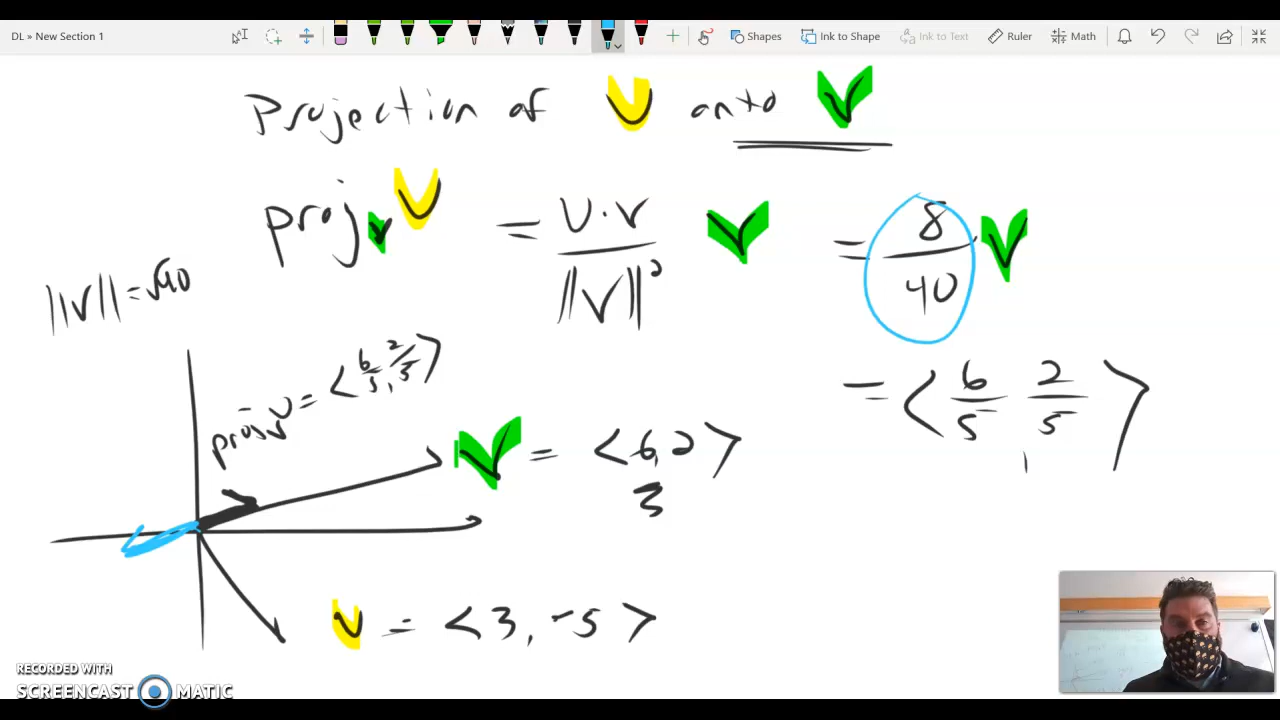 DL » New Section 1
Shapes
Ink to Shape
Ink to Text
Ruler
Math
Projection of U onto V
proj_v U = U·V / ||V||² V = 8/40 V
||V|| = √40
= < 6/5 , 2/5 >
proj_v U = < 6/5 , 2/5 >
V = <6, 2>
3
U = <3, -5>
RECORDED WITH
SCREENCAST MATIC